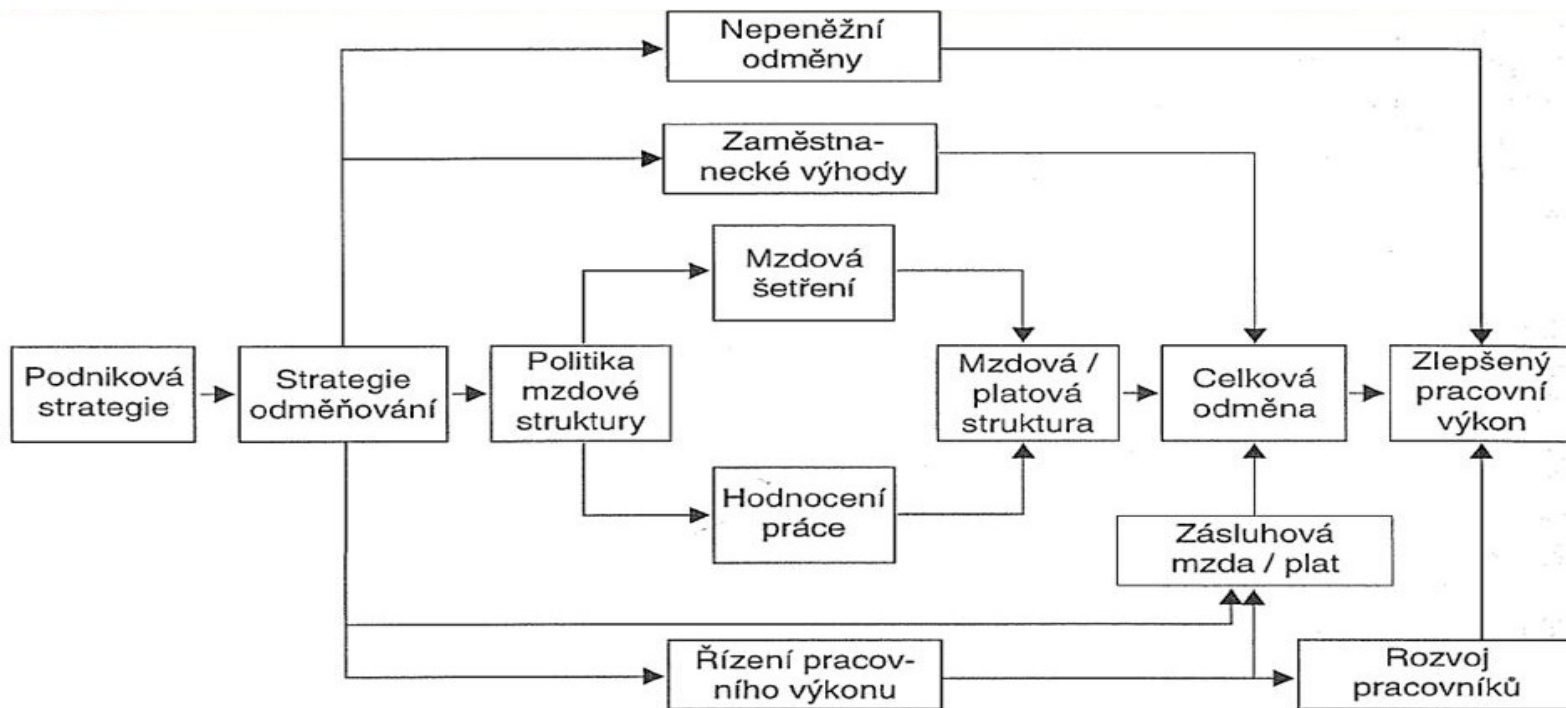 Nepeněžní
odměny
Zaměstna-
necké výhody
Mzdová
šetření
Podniková
strategie
Strategie
odměňování
Politika
mzdové
struktury
Mzdová /
platová
struktura
Celková
odměna
Zlepšený
pracovní
výkon
Hodnocení
práce
Zásluhová
mzda / plat
Řízení pracov-
ního výkonu
Rozvoj
pracovníků